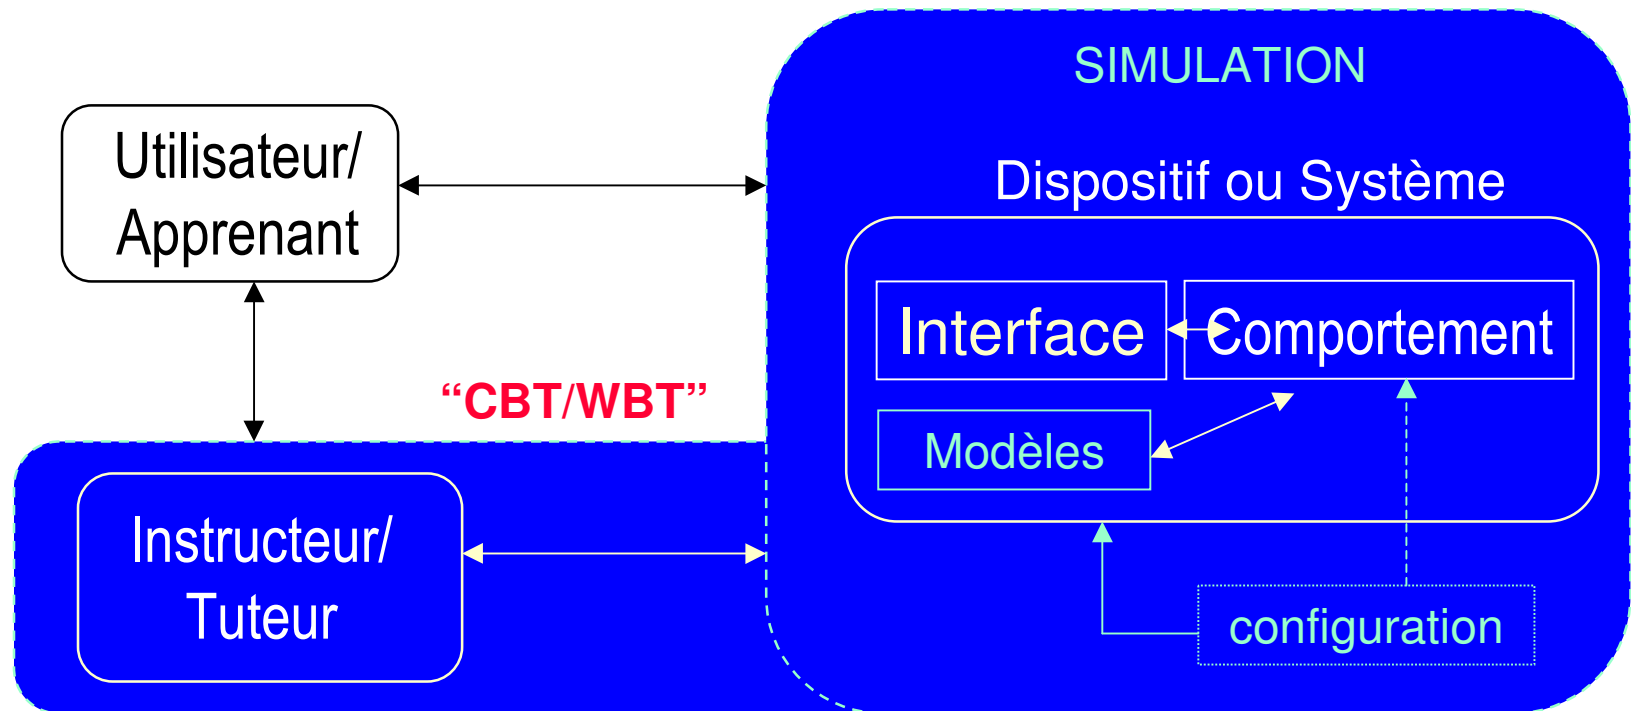 SIMULATION
Utilisateur/
Apprenant
Dispositif ou Système
Interface
Comportement
“CBT/WBT”
Modèles
Instructeur/
Tuteur
configuration